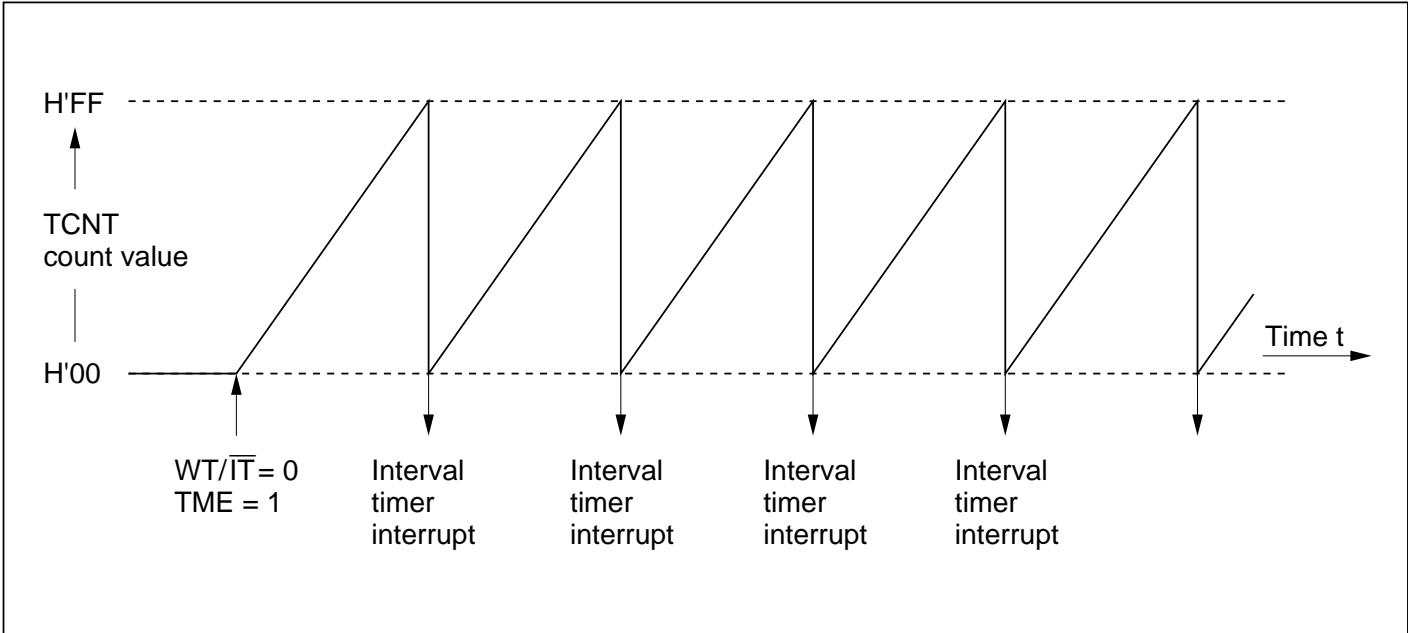 H'FF
TCNT
count value
H'00
Time t
WT/I̅T̅ = 0
TME = 1
Interval
timer
interrupt
Interval
timer
interrupt
Interval
timer
interrupt
Interval
timer
interrupt